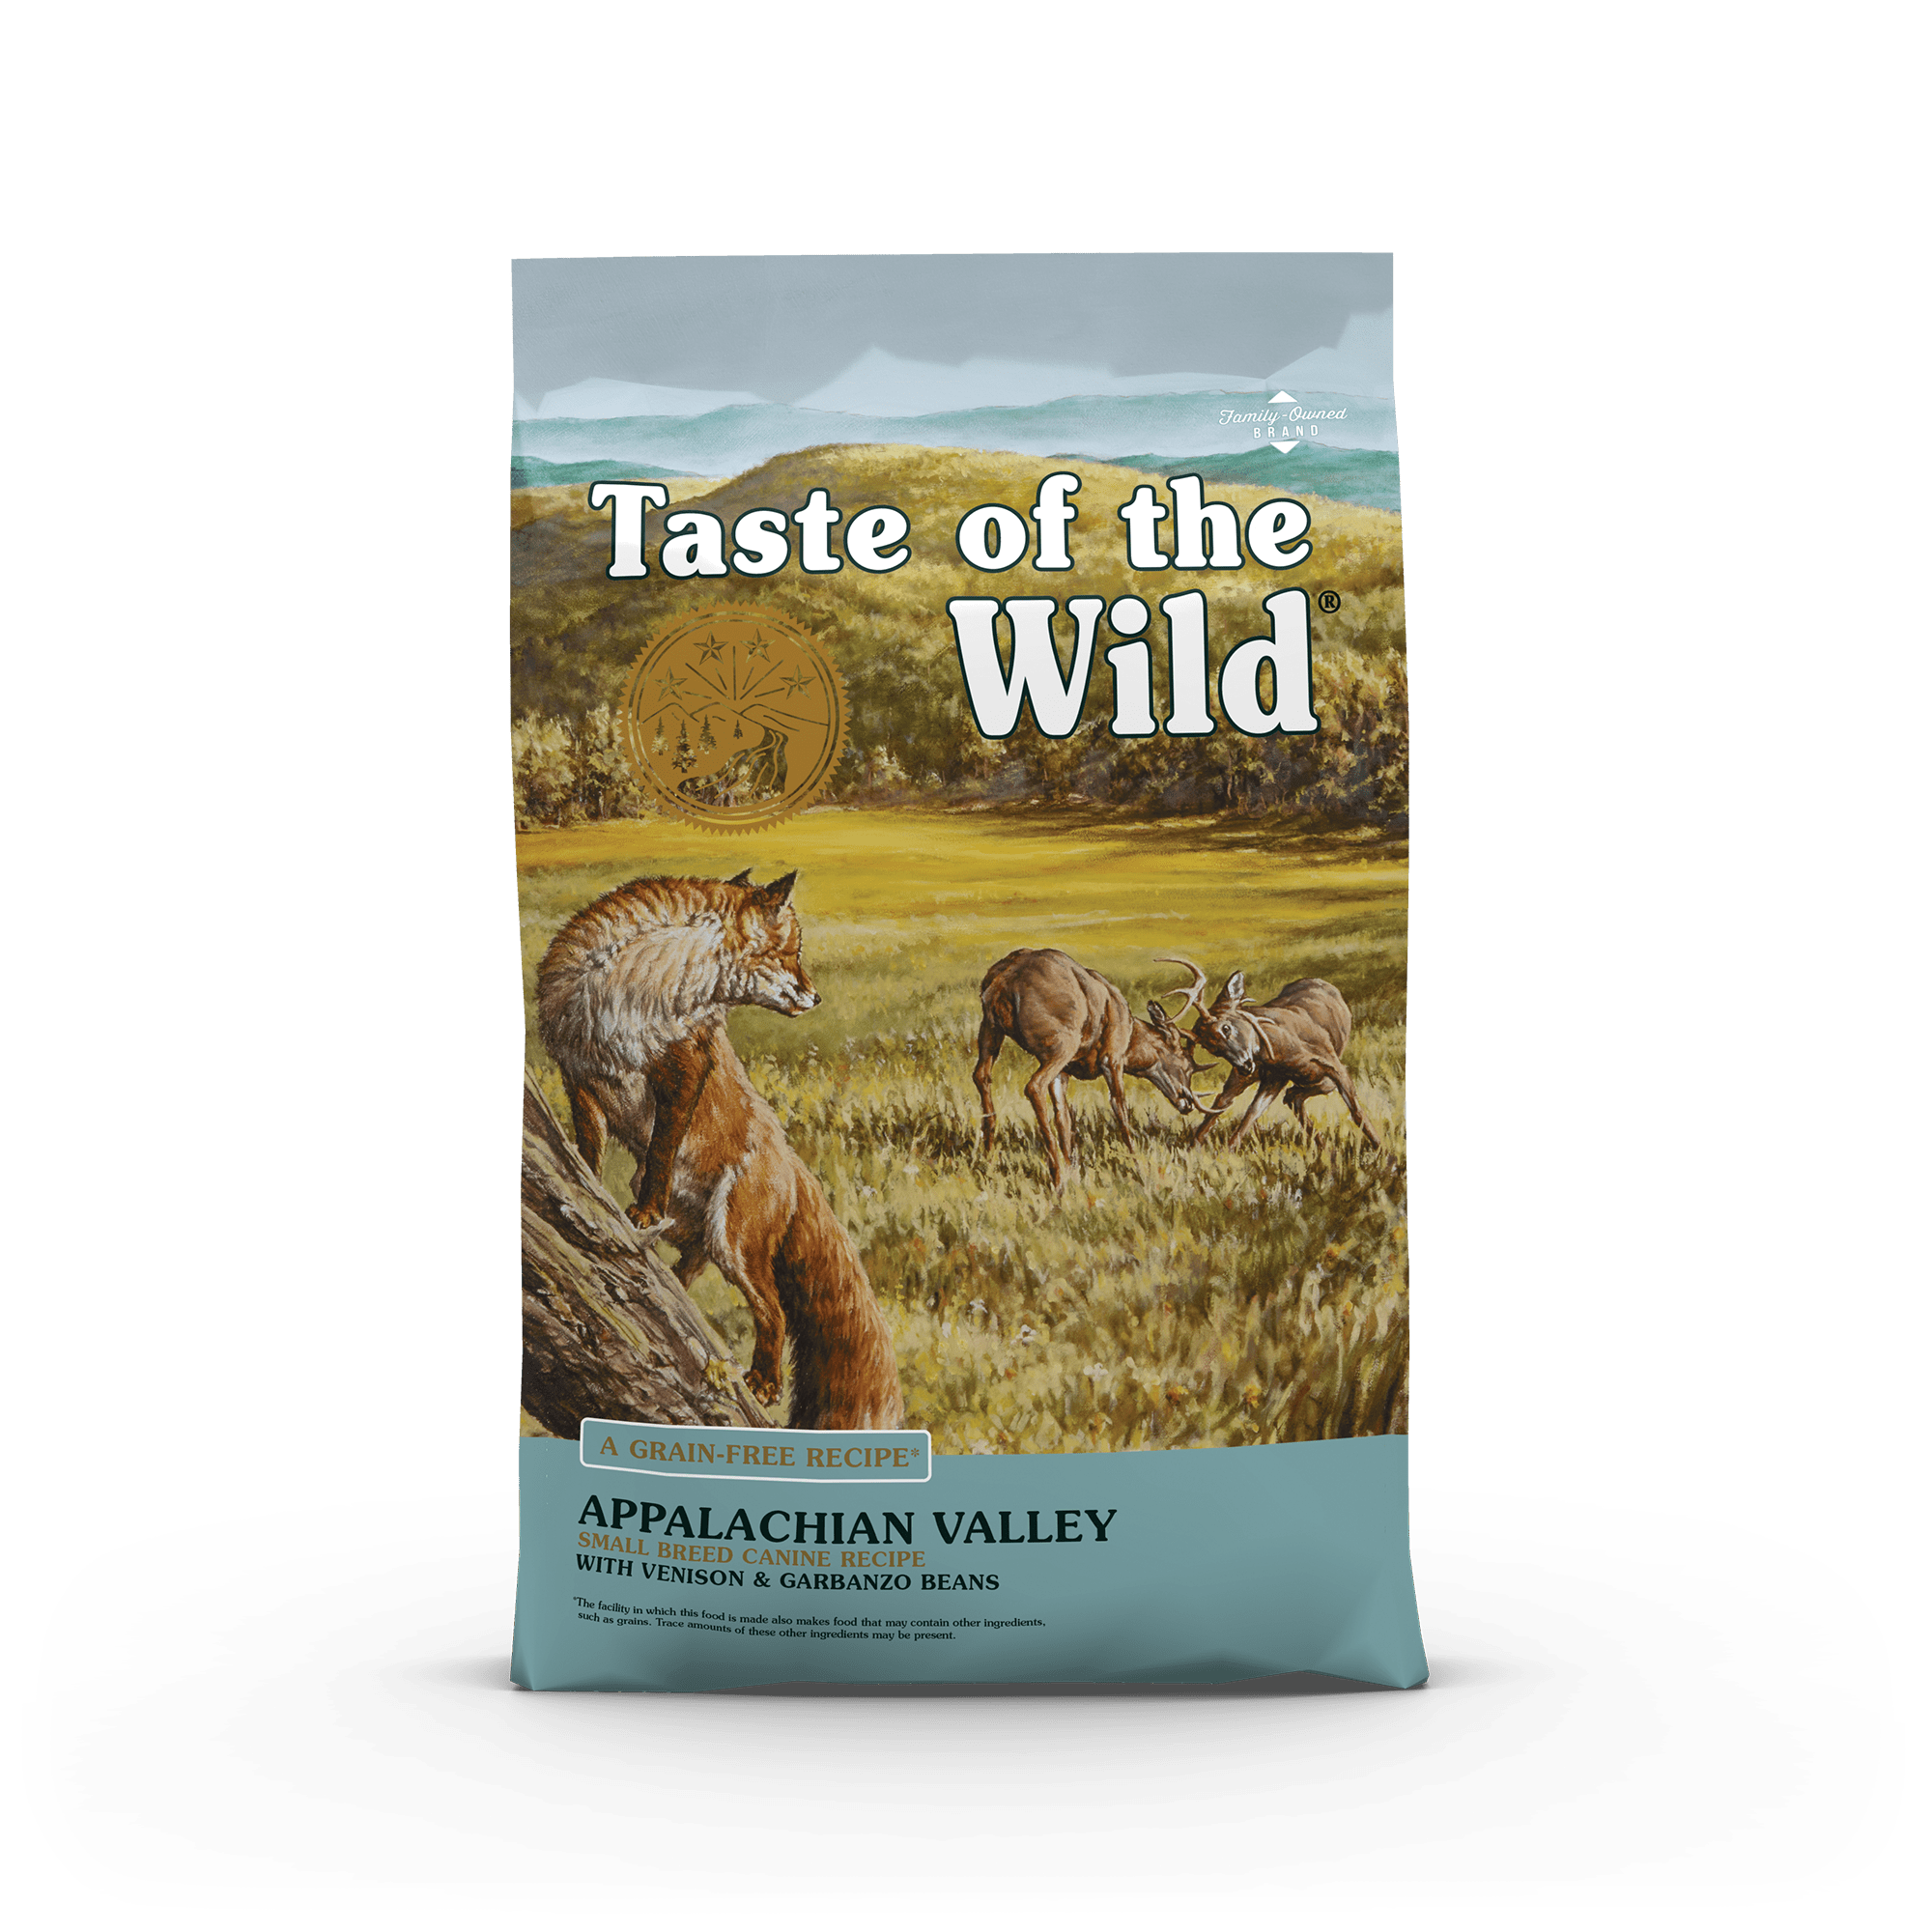 Family-Owned
BRAND
Taste of the
Wild®
A GRAIN-FREE RECIPE*
APPALACHIAN VALLEY
SMALL BREED CANINE RECIPE
WITH VENISON & GARBANZO BEANS
*The facility in which this food is made also makes food that may contain other ingredients,
such as grains. Trace amounts of these other ingredients may be present.